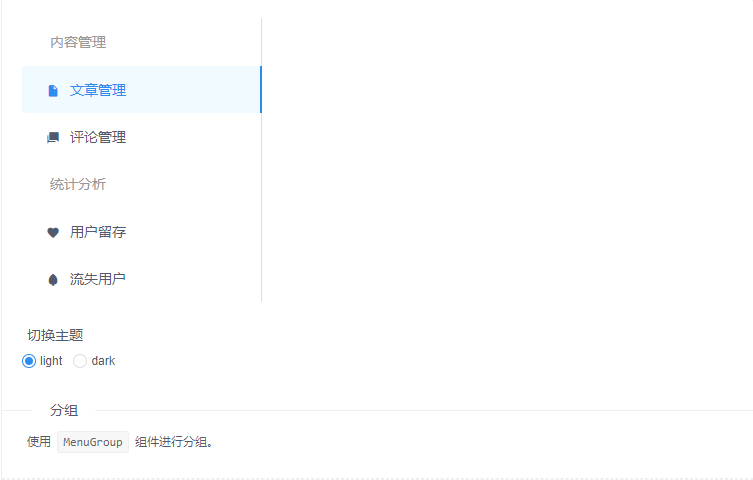 内容管理
文章管理
评论管理
统计分析
用户留存
流失用户
切换主题
light dark
分组
使用 MenuGroup 组件进行分组。